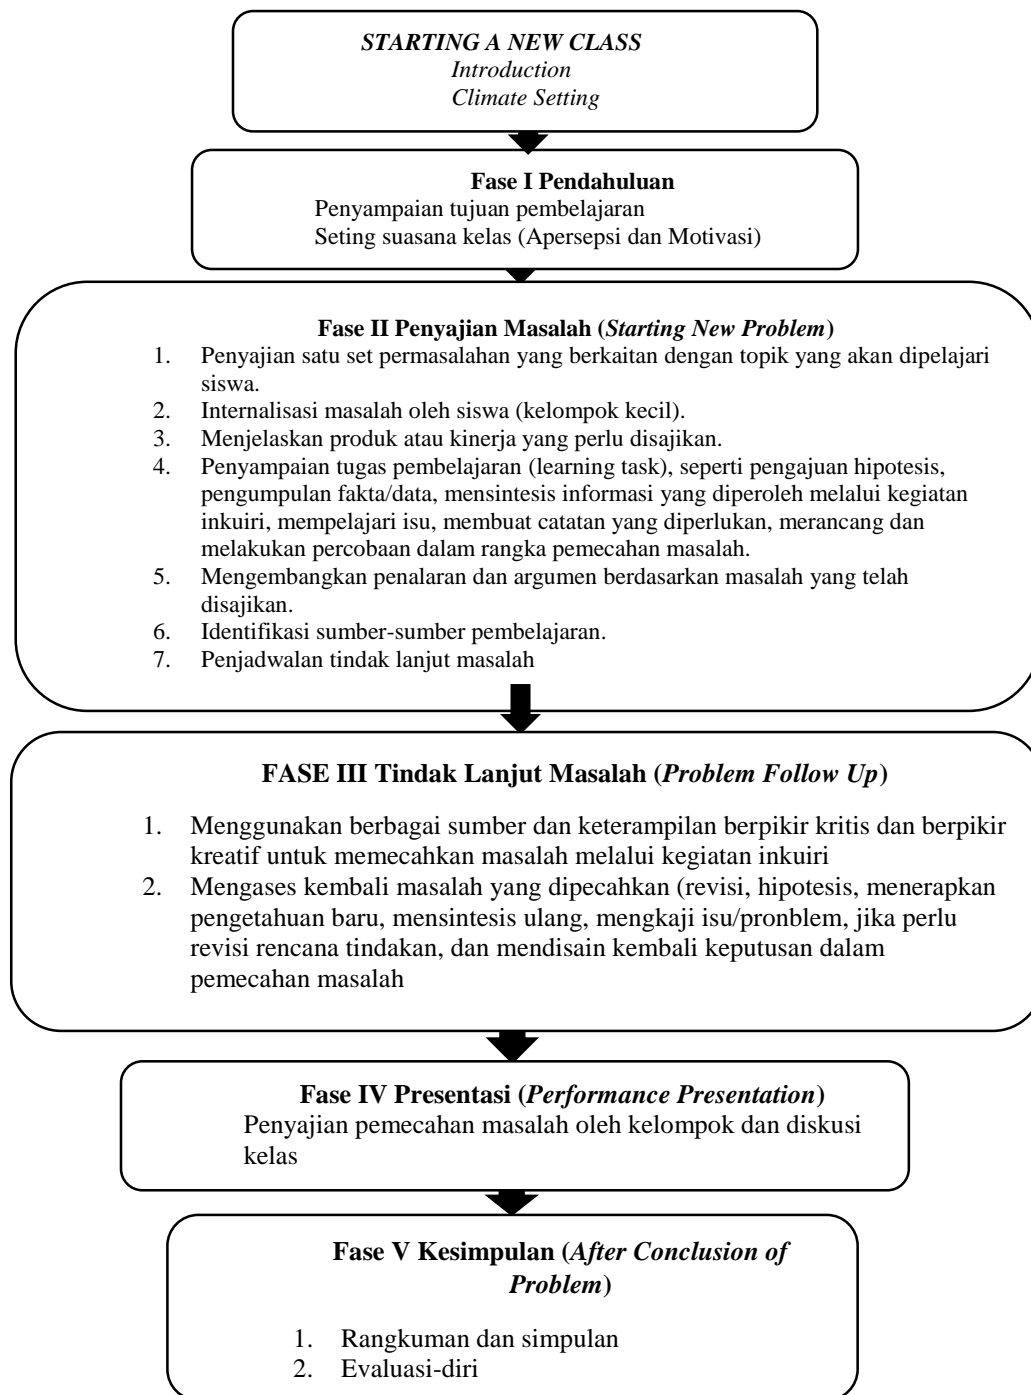 STARTING A NEW CLASS
Introduction
Climate Setting
Fase I Pendahuluan
Penyampaian tujuan pembelajaran
Seting suasana kelas (Apersepsi dan Motivasi)
Fase II Penyajian Masalah (Starting New Problem)
1. Penyajian satu set permasalahan yang berkaitan dengan topik yang akan dipelajari
siswa.
2. Internalisasi masalah oleh siswa (kelompok kecil).
3. Menjelaskan produk atau kinerja yang perlu disajikan.
4. Penyampaian tugas pembelajaran (learning task), seperti pengajuan hipotesis,
pengumpulan fakta/data, mensintesis informasi yang diperoleh melalui kegiatan
inkuiri, mempelajari isu, membuat catatan yang diperlukan, merancang dan
melakukan percobaan dalam rangka pemecahan masalah.
5. Mengembangkan penalaran dan argumen berdasarkan masalah yang telah
disajikan.
6. Identifikasi sumber-sumber pembelajaran.
7. Penjadwalan tindak lanjut masalah
FASE III Tindak Lanjut Masalah (Problem Follow Up)
1. Menggunakan berbagai sumber dan keterampilan berpikir kritis dan berpikir
kreatif untuk memecahkan masalah melalui kegiatan inkuiri
2. Mengases kembali masalah yang dipecahkan (revisi, hipotesis, menerapkan
pengetahuan baru, mensintesis ulang, mengkaji isu/pronblem, jika perlu
revisi rencana tindakan, dan mendisain kembali keputusan dalam
pemecahan masalah
Fase IV Presentasi (Performance Presentation)
Penyajian pemecahan masalah oleh kelompok dan diskusi
kelas
Fase V Kesimpulan (After Conclusion of
Problem)
1. Rangkuman dan simpulan
2. Evaluasi-diri